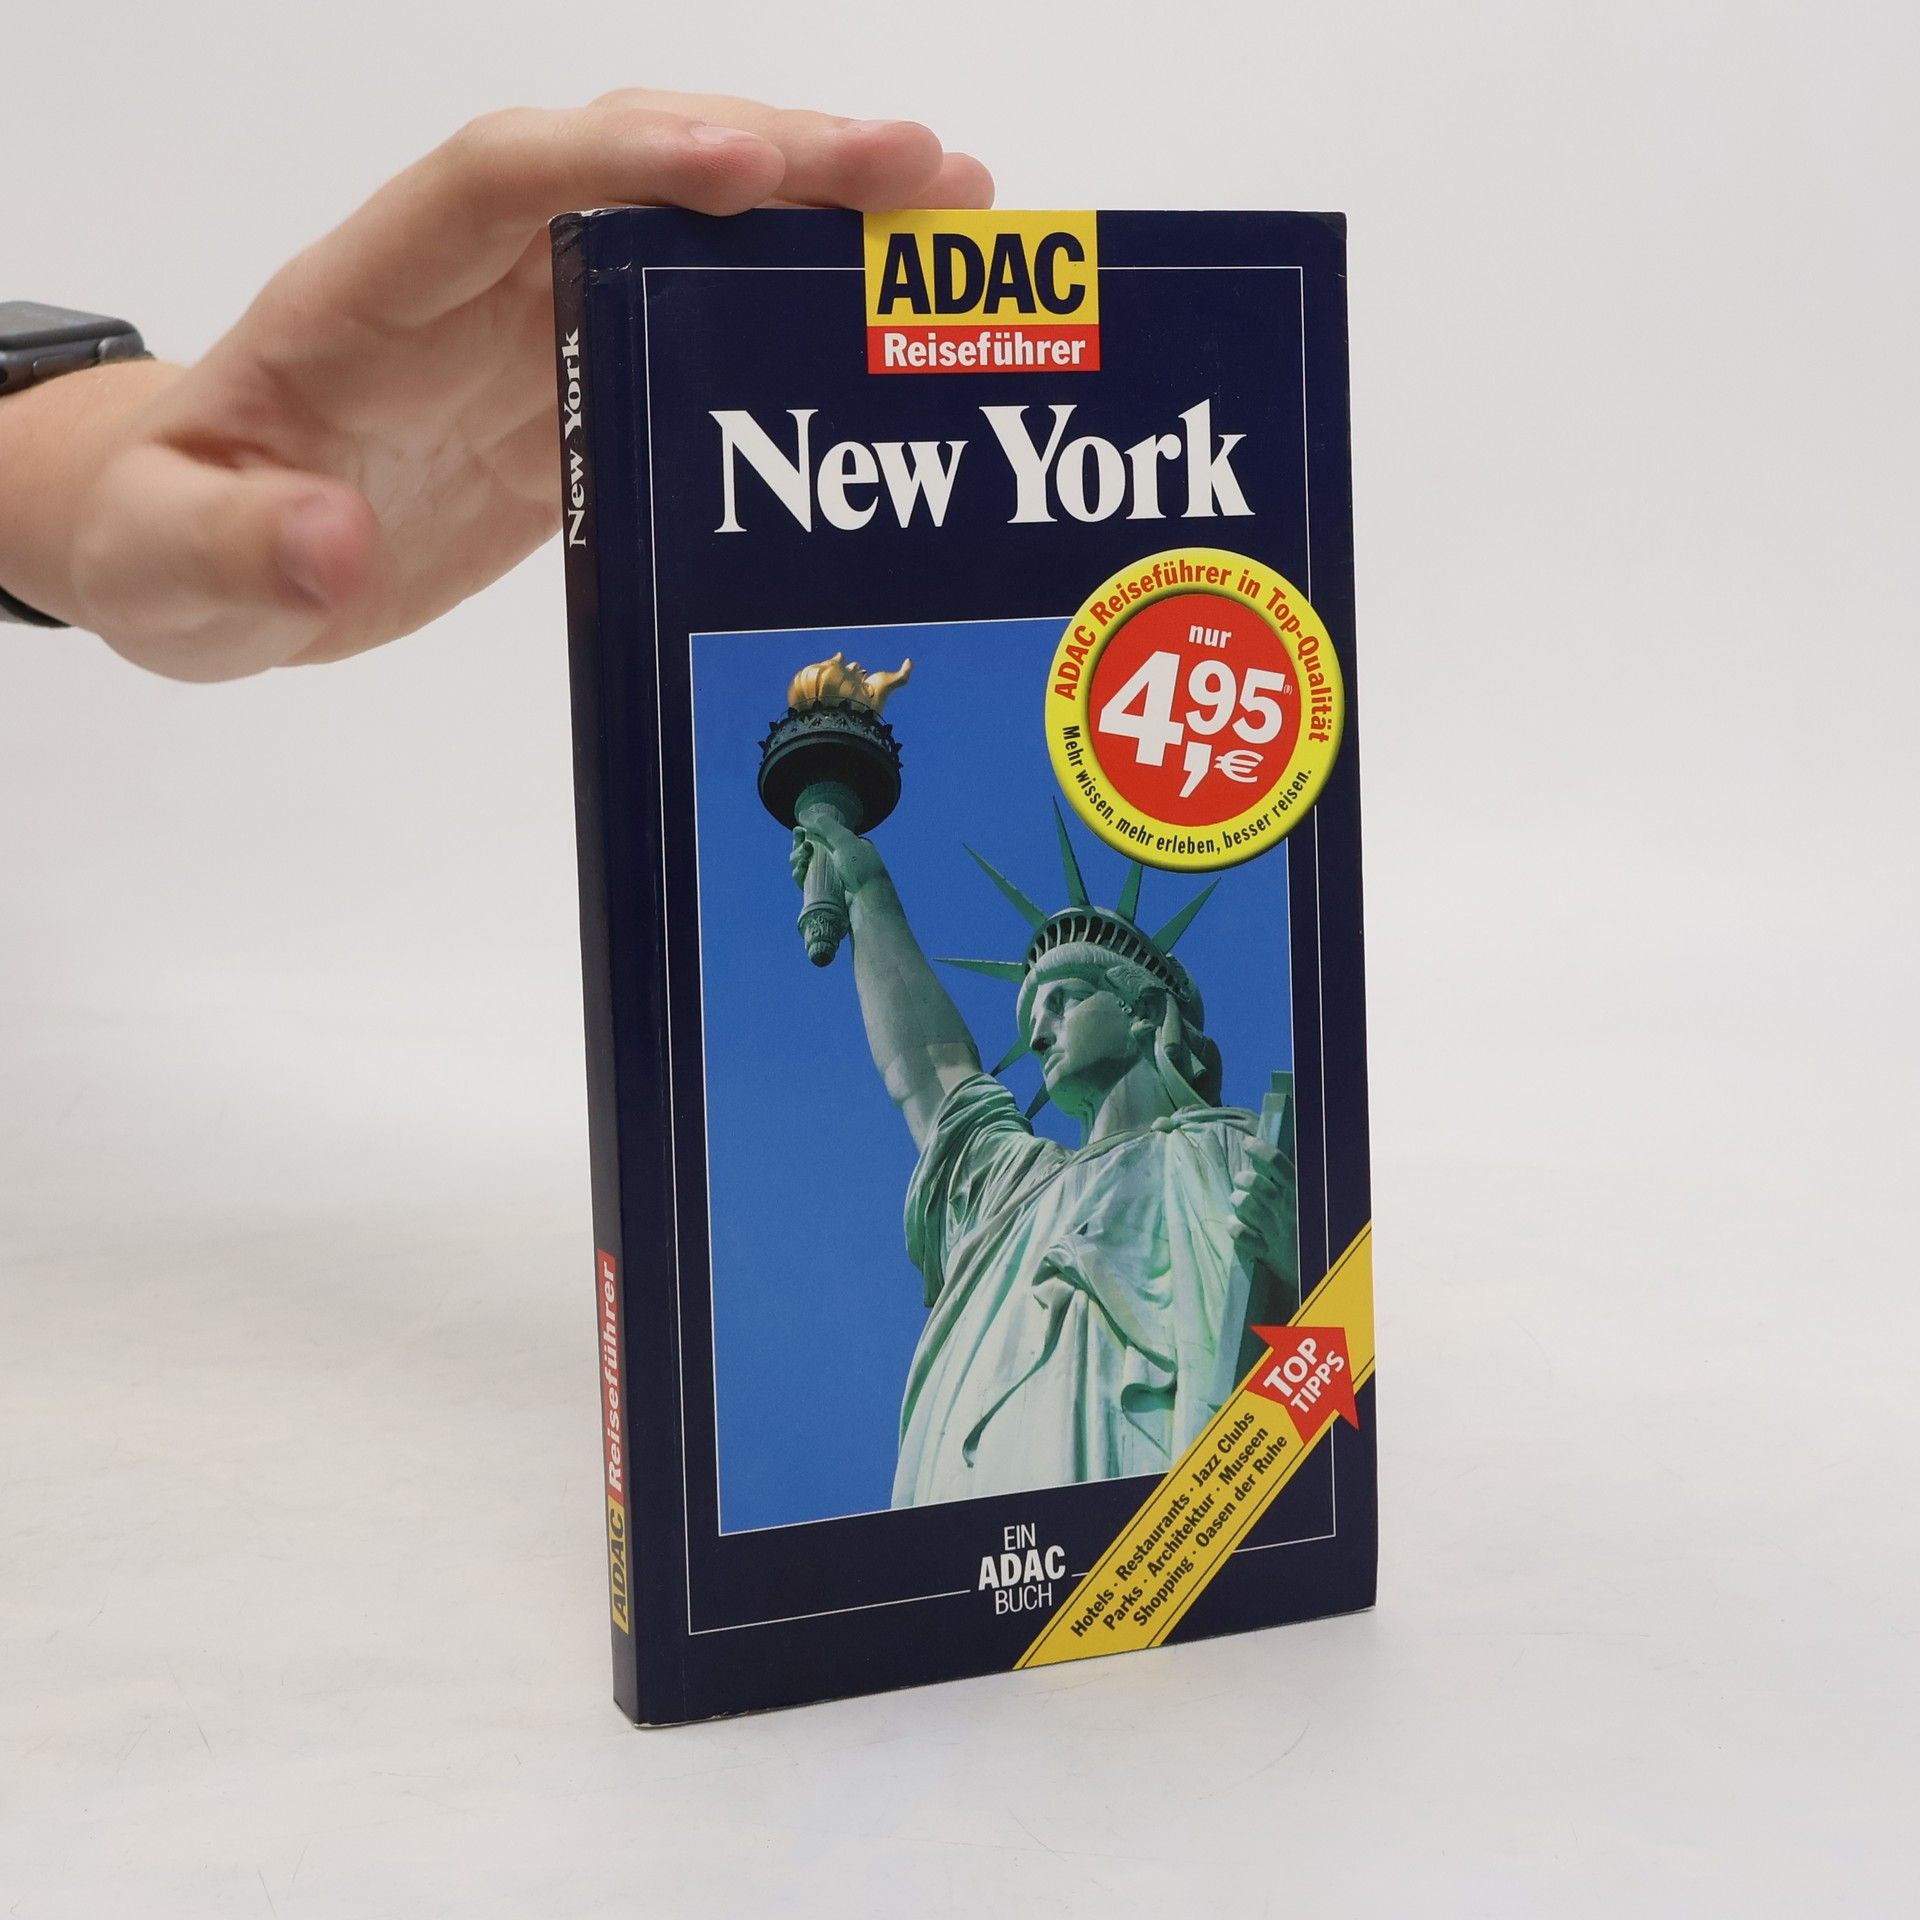 ADAC
Reiseführer
New York
ADAC Reiseführer in Top-Qualität
nur
4,95 €
Mehr wissen, mehr erleben, besser reisen.
TOP
TIPPS
Hotels · Restaurants · Jazz Clubs
Parks · Architektur · Museen
Shopping · Oasen der Ruhe
EIN
ADAC
BUCH
New York
ADAC Reiseführer